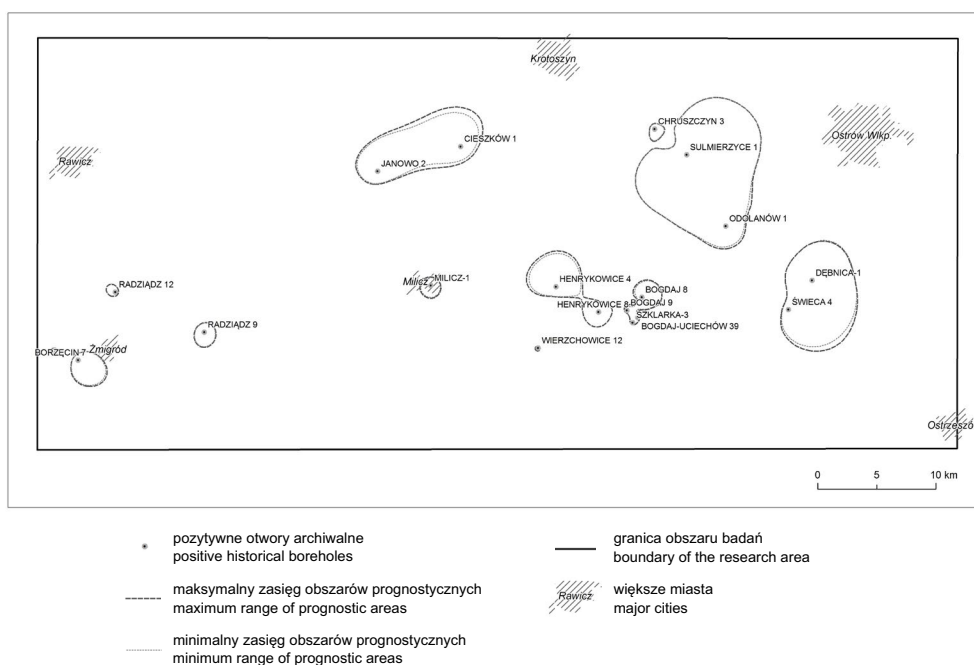 Krotoszyn
CHRUSZCZYN 3
Ostrów Wlkp.
CIESZKÓW 1
SULMIERZYCE 1
Rawicz
JANOWO 2
ODOLANÓW 1
DĘBNICA-1
MILICZ-1
Milicz
HENRYKOWICE 4
RADZIĄDZ 12
BOGDAJ 8
HENRYKOWICE 8
BOGDAJ 9
ŚWIECA 4
SZKLARKA-3
BOGDAJ-UCIECHÓW 39
RADZIĄDZ 9
WIERZCHOWICE 12
Żmigród
BORZĘCIN 7
Ostrzeszó
0 5 10 km
pozytywne otwory archiwalne
positive historical boreholes
maksymalny zasięg obszarów prognostycznych
maximum range of prognostic areas
minimalny zasięg obszarów prognostycznych
minimum range of prognostic areas
granica obszaru badań
boundary of the research area
Rawicz
większe miasta
major cities